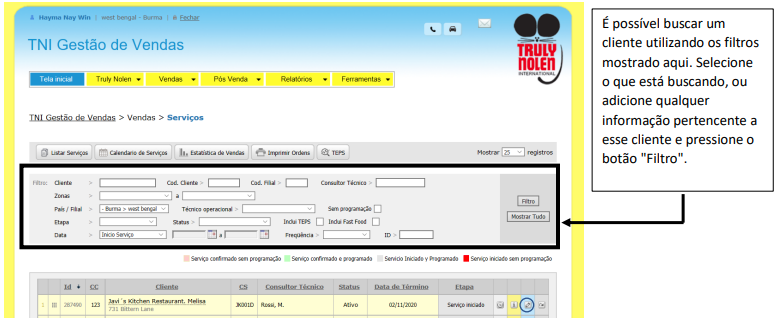 Hayma Nay Win | west bengal - Burma | Fechar
TNI Gestão de Vendas
TRULY
NOLEN
INTERNATIONAL
Tela inicial Truly Nolen Vendas Pós Venda Relatórios Ferramentas
TNI Gestão de Vendas > Vendas > Serviços
Listar Serviços Calendario de Serviços Estatística de Vendas Imprimir Ordens TEPS Mostrar 25 registros
Filtro: Cliente > Cod. Cliente > Cod. Filial > Consultor Técnico >
Zonas > a
País / Filial > - Burma > west bengal Técnico operacional > Sem programação
Etapa > Status > Inclui TEPS Inclui Fast Food
Data > Inicio Serviço a Freqüência > ID >
Filtro
Mostrar Tudo
Serviço confirmado sem programação Serviço confirmado e programado Servicio Iniciado y Programado Serviço iniciado sem programação
Id CC Cliente CS Consultor Técnico Status Data de Término Etapa
1 287490 123 Javi´s Kitchen Restaurant. Melisa JK001D Rossi, M. Ativo 02/11/2020 Serviço iniciado
731 Bittern Lane
É possível buscar um
cliente utilizando os filtros
mostrado aqui. Selecione
o que está buscando, ou
adicione qualquer
informação pertencente a
esse cliente e pressione o
botão "Filtro".